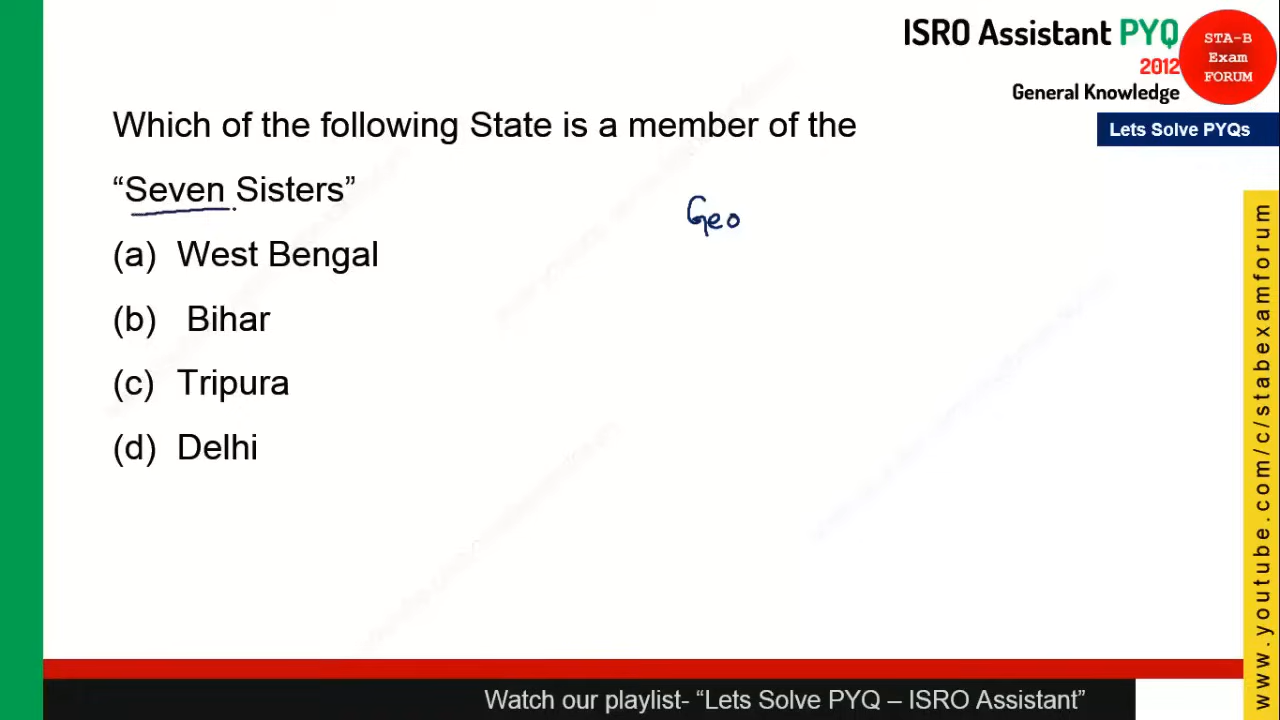 ISRO Assistant PYQ
2012
General Knowledge
STA-B
Exam
FORUM
Lets Solve PYQs
Which of the following State is a member of the
“Seven Sisters”
Geo
(a) West Bengal
(b) Bihar
(c) Tripura
(d) Delhi
www.youtube.com/c/stabexamforum
Watch our playlist- “Lets Solve PYQ – ISRO Assistant”